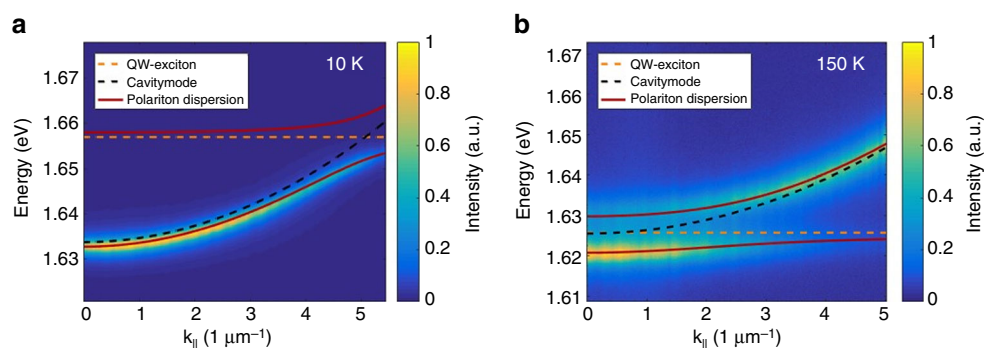 a
QW-exciton
Cavitymode
Polariton dispersion
10 K
1.67
1.66
1.65
1.64
1.63
Energy (eV)
0 1 2 3 4 5
k|| (1 µm⁻¹)
1
0.8
0.6
0.4
0.2
0
Intensity (a.u.)
b
QW-exciton
Cavitymode
Polariton dispersion
150 K
1.67
1.66
1.65
1.64
1.63
1.62
1.61
Energy (eV)
0 1 2 3 4 5
k|| (1 µm⁻¹)
1
0.8
0.6
0.4
0.2
0
Intensity (a.u.)